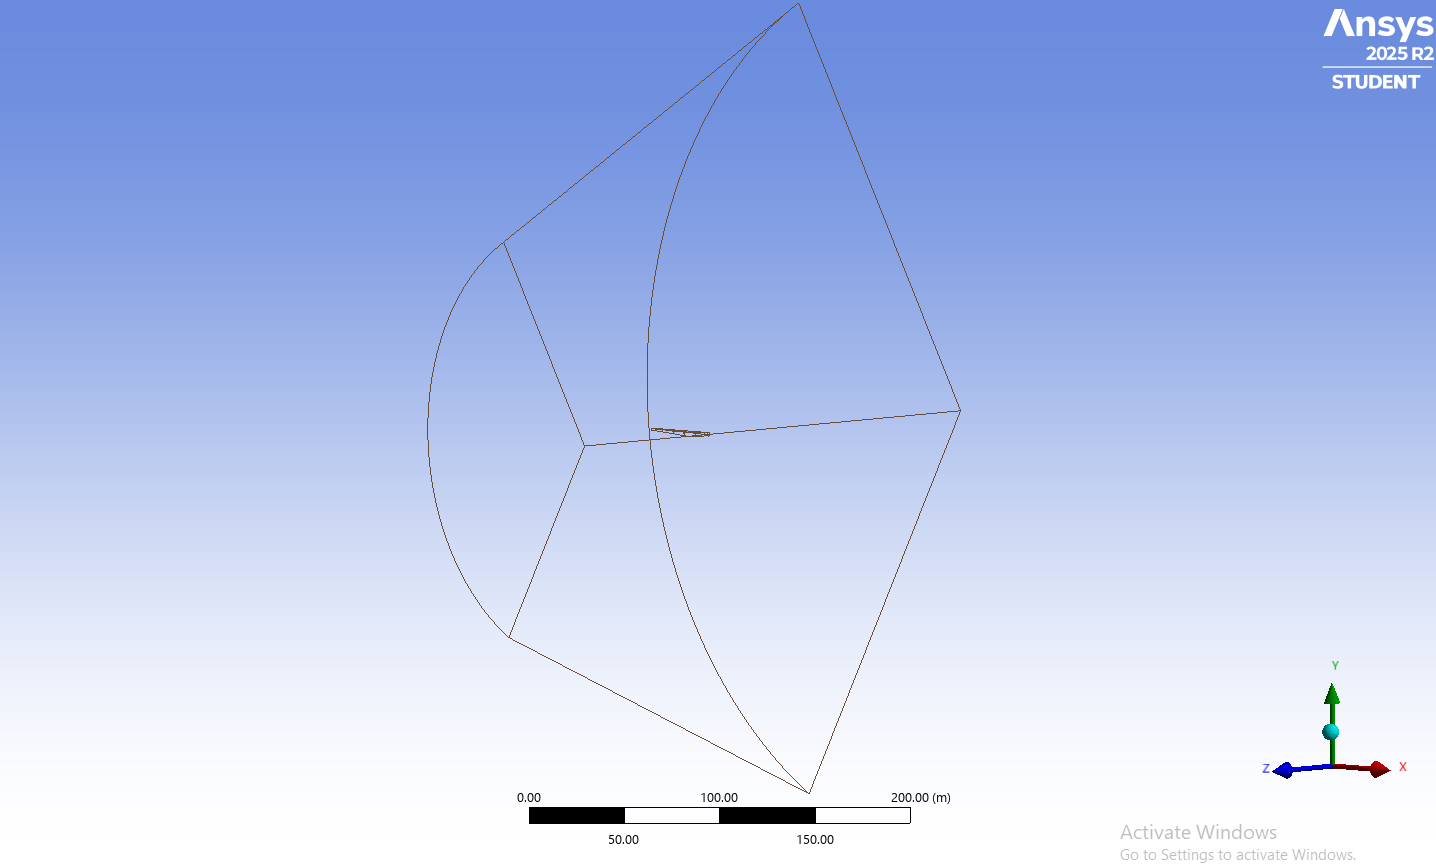 Ansys
2025 R2
STUDENT
Y
Z
X
0.00
100.00
200.00 (m)
50.00
150.00
Activate Windows
Go to Settings to activate Windows.